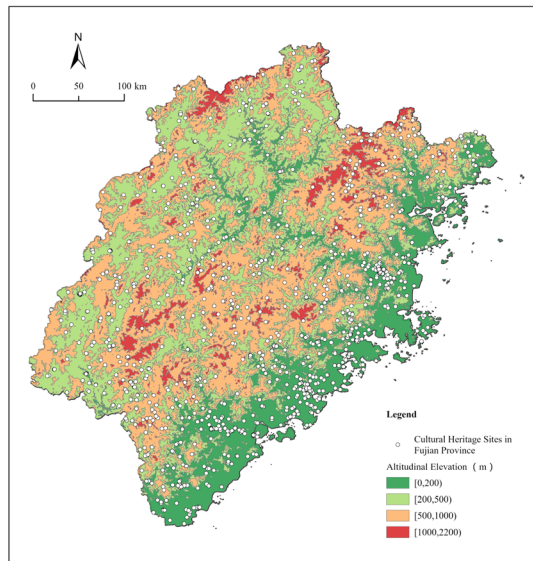 N
0 50 100 km
Legend
Cultural Heritage Sites in
Fujian Province
Altitudinal Elevation ( m )
[0,200)
[200,500)
[500,1000)
[1000,2200)